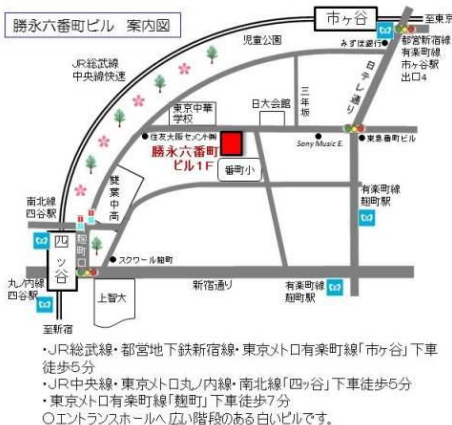 勝永六番町ビル 案内図
市ヶ谷
至東京
児童公園
みずほ銀行
都営新宿線
有楽町線
市ヶ谷駅
出口4
JR総武線
中央線快速
日テレ通り
三年坂
東京中華
学校
日大会館
住友大阪セメント㈱
Sony Music E.
東急番町ビル
勝永六番町
ビル1F
番町小
雙葉中高
有楽町線
麹町駅
南北線
四谷駅
麹町口
四ッ谷
スクワール麹町
丸ノ内線
四谷駅
上智大
新宿通り
有楽町線
麹町駅
至新宿
・JR総武線・都営地下鉄新宿線・東京メトロ有楽町線「市ヶ谷」下車
徒歩5分
・JR中央線・東京メトロ丸ノ内線・南北線「四ッ谷」下車徒歩5分
・東京メトロ有楽町線「麹町」下車徒歩7分
〇エントランスホールへ広い階段のある白いビルです。